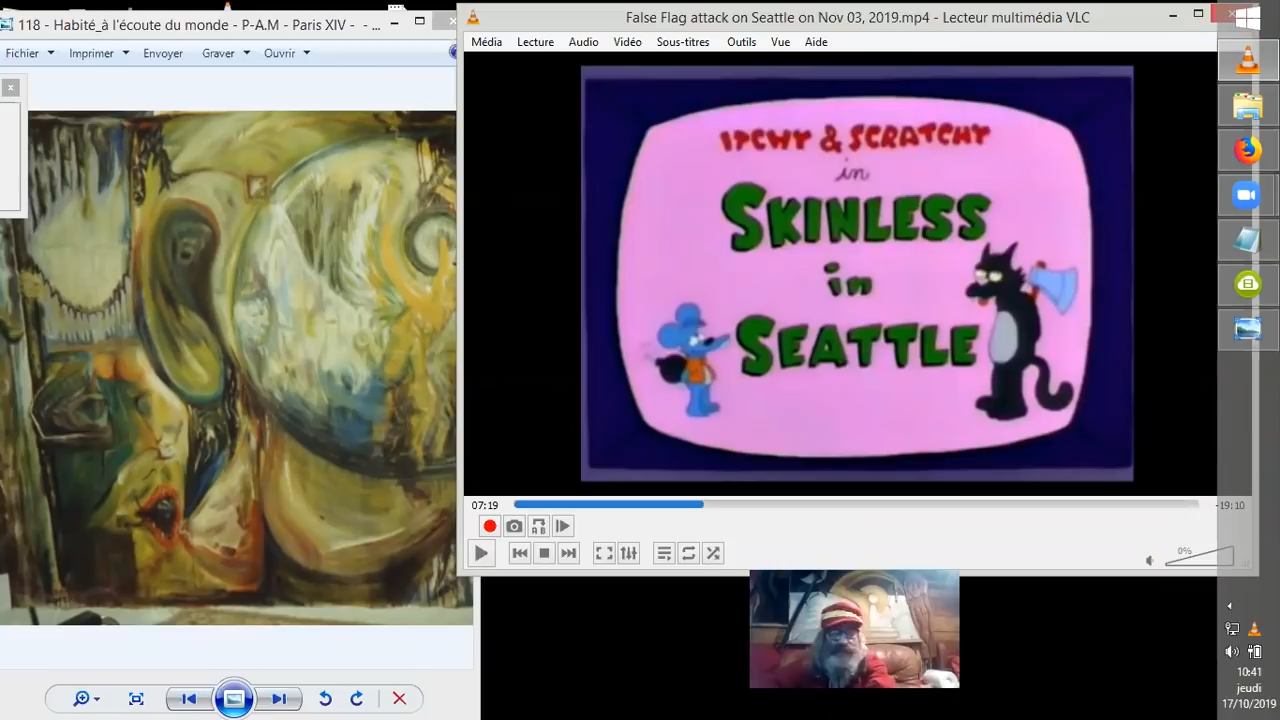 118 - Habité_à l'écoute du monde - P-A-M - Paris XIV - ...
Fichier Imprimer Envoyer Graver Ouvrir
False Flag attack on Seattle on Nov 03, 2019.mp4 - Lecteur multimédia VLC
Média Lecture Audio Vidéo Sous-titres Outils Vue Aide
ITCHY & SCRATCHY
in
SKINLESS
in
SEATTLE
07:19
-19:10
A B
0%
10:41
jeudi
17/10/2019